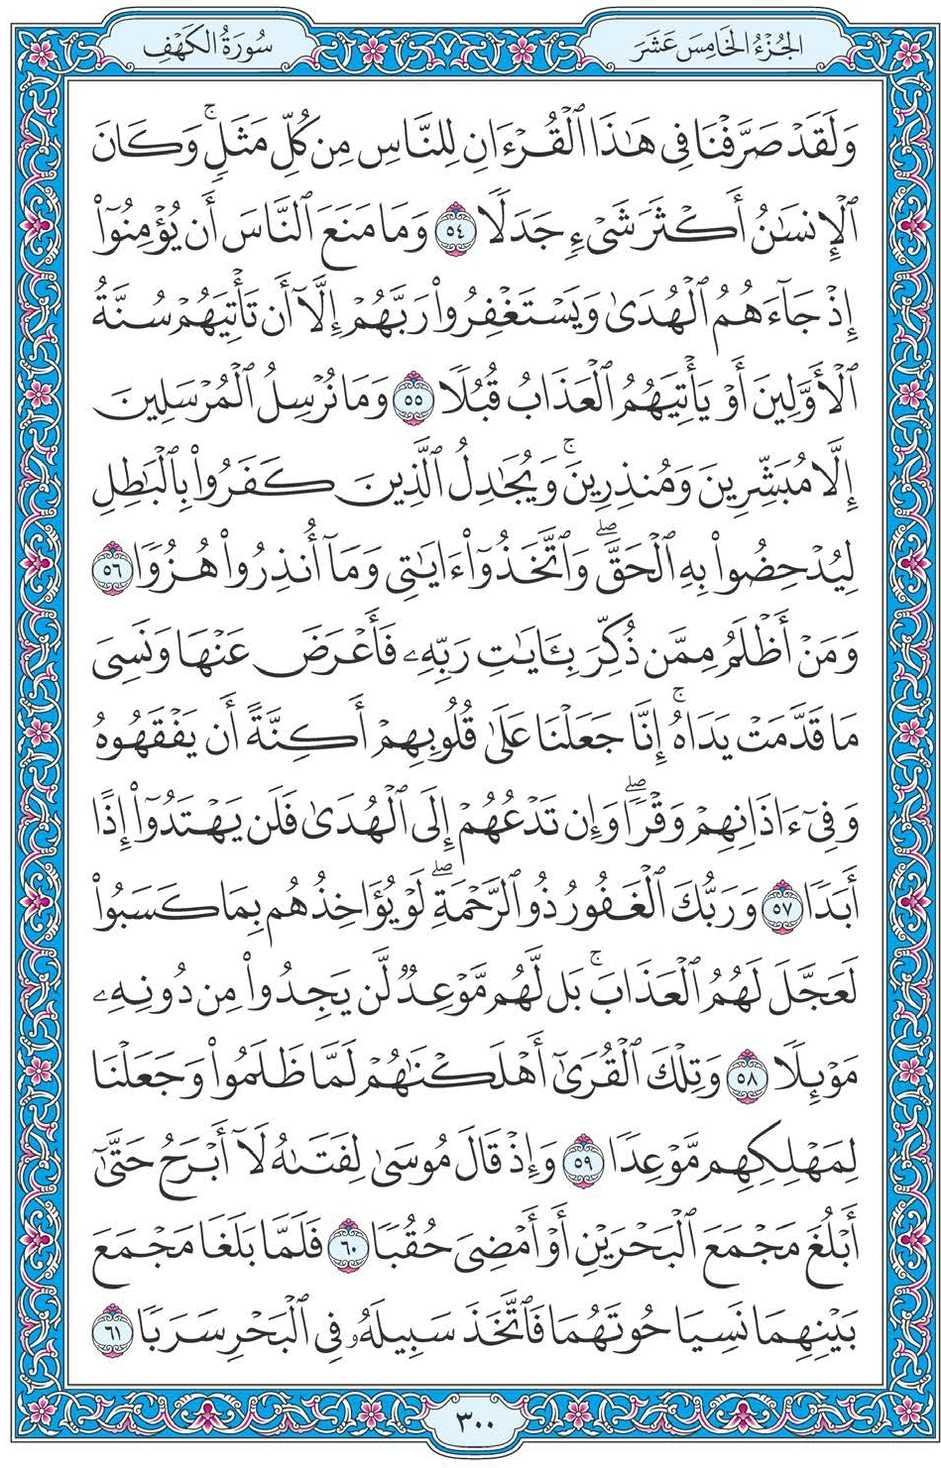 الجُزْءُ الخَامِسَ عَشَرَ
سُورَةُ الكَهْفِ
وَلَقَدْ صَرَّفْنَا فِى هَٰذَا ٱلْقُرْءَانِ لِلنَّاسِ مِن كُلِّ مَثَلٍۚ وَكَانَ
ٱلْإِنسَٰنُ أَكْثَرَ شَىْءٍ جَدَلًا ٥٤ وَمَا مَنَعَ ٱلنَّاسَ أَن يُؤْمِنُوٓا۟
إِذْ جَآءَهُمُ ٱلْهُدَىٰ وَيَسْتَغْفِرُوا۟ رَبَّهُمْ إِلَّآ أَن تَأْتِيَهُمْ سُنَّةُ
ٱلْأَوَّلِينَ أَوْ يَأْتِيَهُمُ ٱلْعَذَابُ قُبُلًا ٥٥ وَمَا نُرْسِلُ ٱلْمُرْسَلِينَ
إِلَّا مُبَشِّرِينَ وَمُنذِرِينَۚ وَيُجَٰدِلُ ٱلَّذِينَ كَفَرُوا۟ بِٱلْبَٰطِلِ
لِيُدْحِضُوا۟ بِهِ ٱلْحَقَّۖ وَٱتَّخَذُوٓا۟ ءَايَٰتِى وَمَآ أُنذِرُوا۟ هُزُوًا ٥٦
وَمَنْ أَظْلَمُ مِمَّن ذُكِّرَ بِـَٔايَٰتِ رَبِّهِۦ فَأَعْرَضَ عَنْهَا وَنَسِىَ
مَا قَدَّمَتْ يَدَاهُۚ إِنَّا جَعَلْنَا عَلَىٰ قُلُوبِهِمْ أَكِنَّةً أَن يَفْقَهُوهُ
وَفِىٓ ءَاذَانِهِمْ وَقْرًاۖ وَإِن تَدْعُهُمْ إِلَى ٱلْهُدَىٰ فَلَن يَهْتَدُوٓا۟ إِذًا
أَبَدًا ٥٧ وَرَبُّكَ ٱلْغَفُورُ ذُو ٱلرَّحْمَةِۖ لَوْ يُؤَاخِذُهُم بِمَا كَسَبُوا۟
لَعَجَّلَ لَهُمُ ٱلْعَذَابَۚ بَل لَّهُم مَّوْعِدٌ لَّن يَجِدُوا۟ مِن دُونِهِۦ
مَوْئِلًا ٥٨ وَتِلْكَ ٱلْقُرَىٰٓ أَهْلَكْنَٰهُمْ لَمَّا ظَلَمُوا۟ وَجَعَلْنَا
لِمَهْلِكِهِم مَّوْعِدًا ٥٩ وَإِذْ قَالَ مُوسَىٰ لِفَتَىٰهُ لَآ أَبْرَحُ حَتَّىٰٓ
أَبْلُغَ مَجْمَعَ ٱلْبَحْرَيْنِ أَوْ أَمْضِىَ حُقُبًا ٦٠ فَلَمَّا بَلَغَا مَجْمَعَ
بَيْنِهِمَا نَسِيَا حُوتَهُمَا فَٱتَّخَذَ سَبِيلَهُۥ فِى ٱلْبَحْرِ سَرَبًا ٦١
٣٠٠